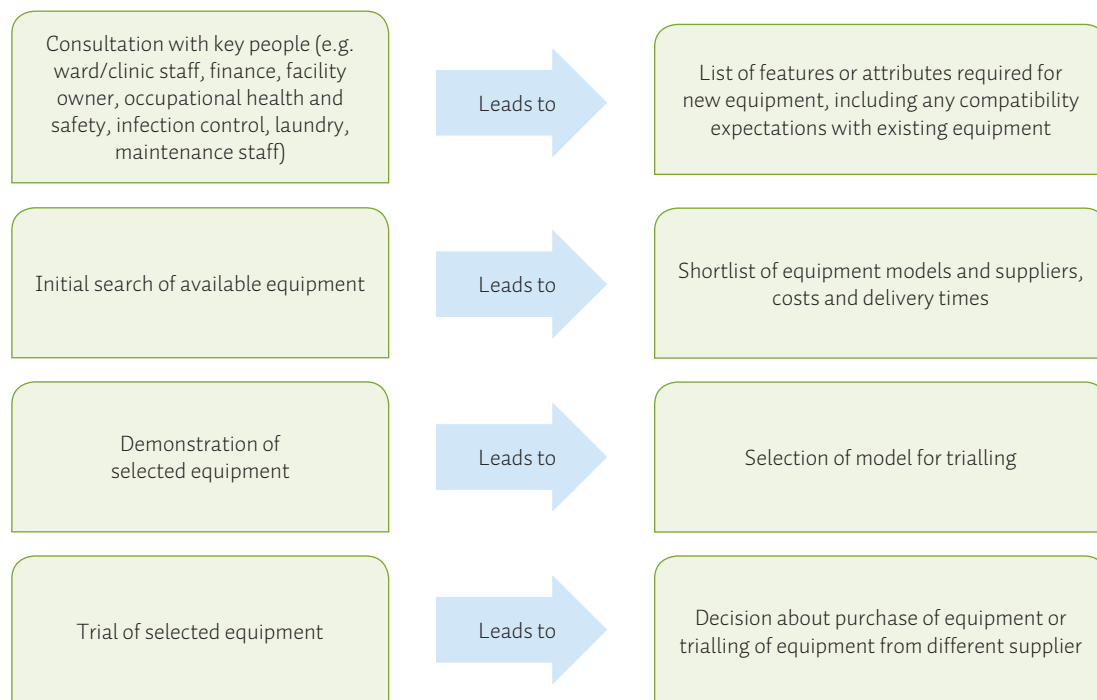 Consultation with key people (e.g.
ward/clinic staff, finance, facility
owner, occupational health and
safety, infection control, laundry,
maintenance staff)
Leads to
List of features or attributes required for
new equipment, including any compatibility
expectations with existing equipment
Initial search of available equipment
Leads to
Shortlist of equipment models and suppliers,
costs and delivery times
Demonstration of
selected equipment
Leads to
Selection of model for trialling
Trial of selected equipment
Leads to
Decision about purchase of equipment or
trialling of equipment from different supplier